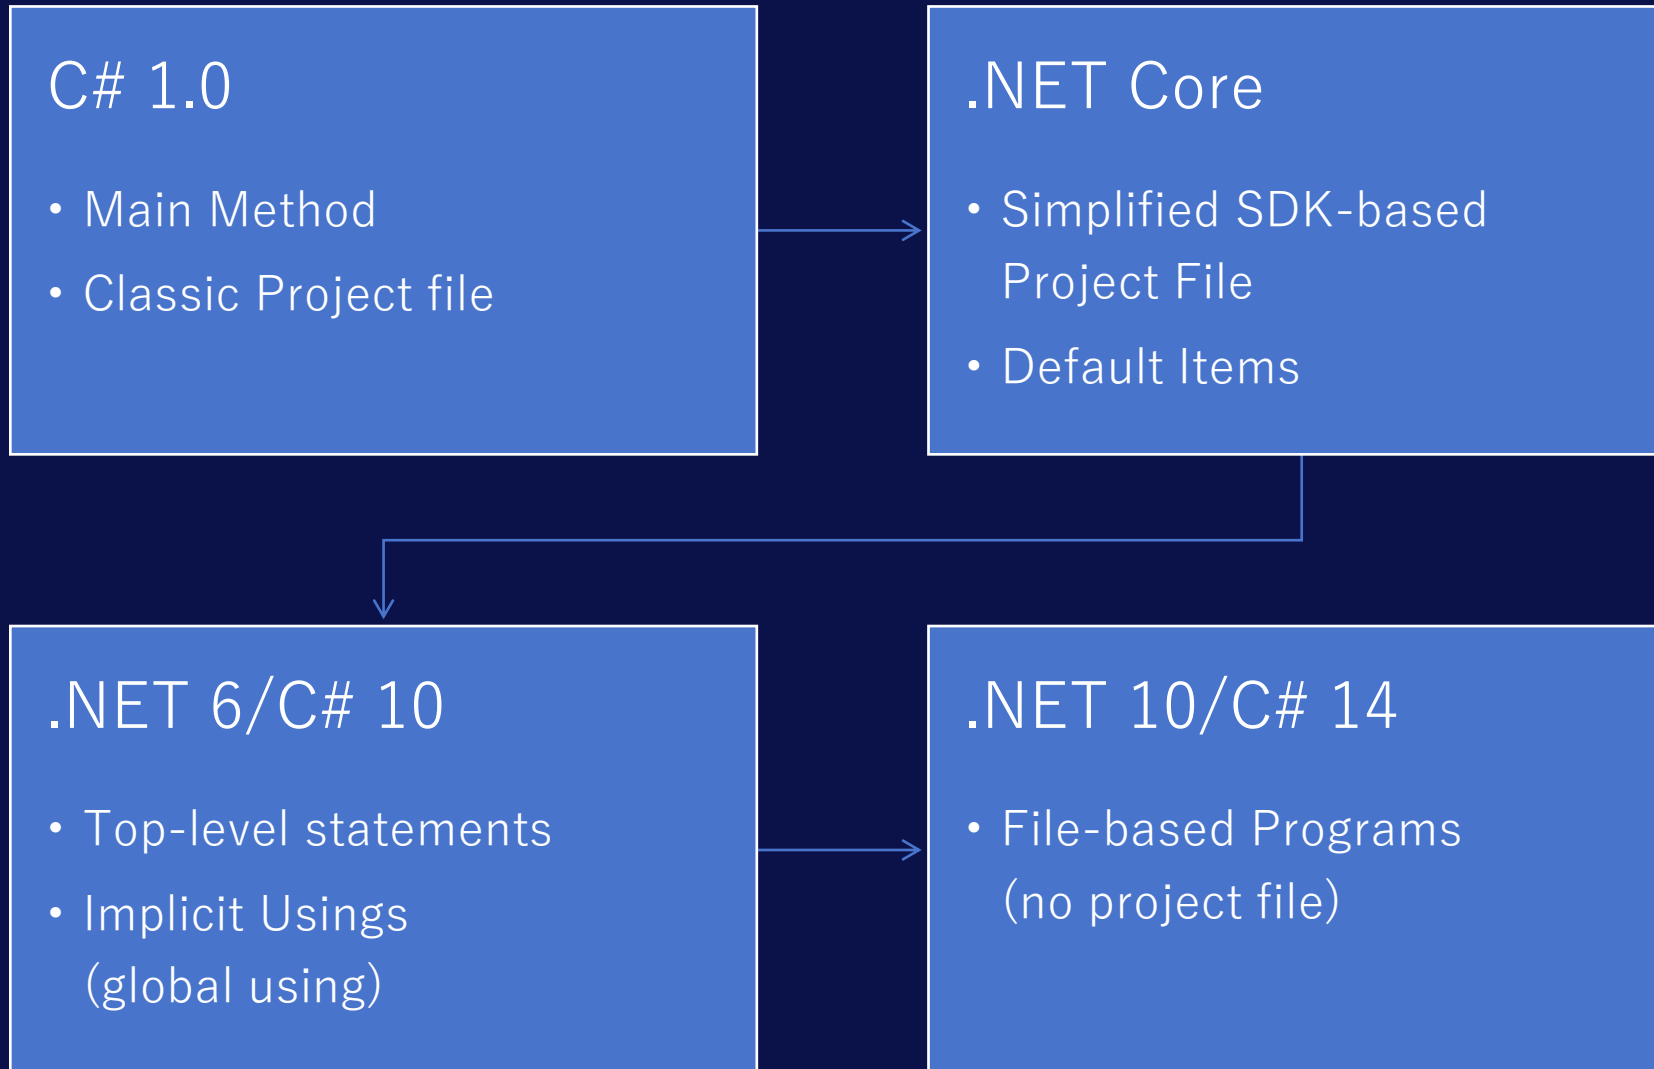 C# 1.0
• Main Method
• Classic Project file
.NET Core
• Simplified SDK-based
Project File
• Default Items
.NET 6/C# 10
• Top-level statements
• Implicit Usings
(global using)
.NET 10/C# 14
• File-based Programs
(no project file)